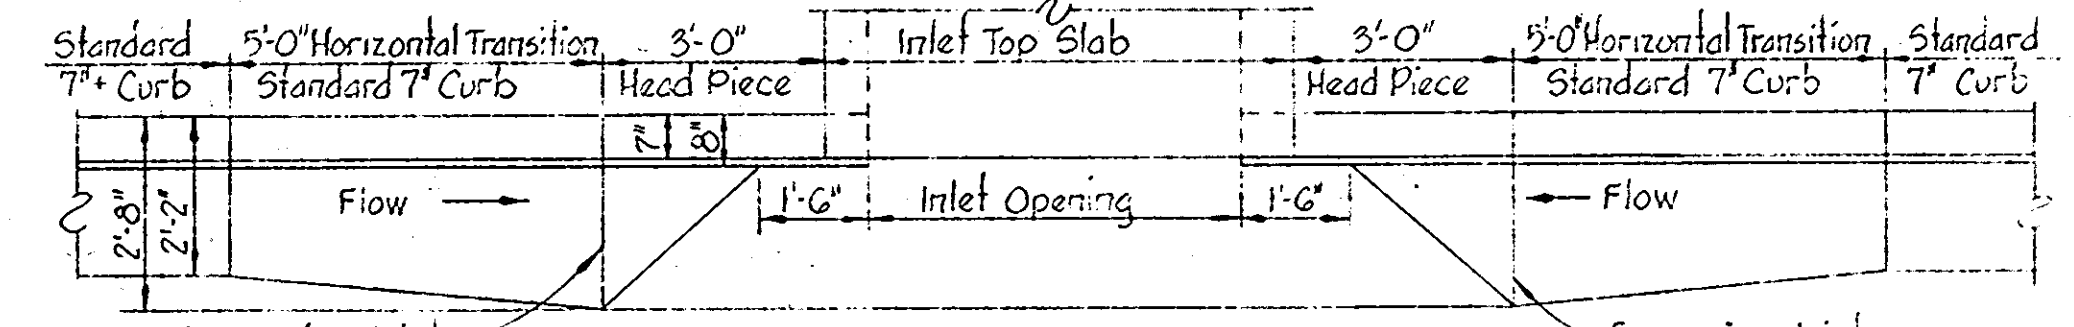 Standard 5'-0" Horizontal Transition 3'-0" Inlet Top Slab 3'-0" 5'-0" Horizontal Transition Standard
7"± Curb Standard 7" Curb Head Piece Head Piece Standard 7" Curb 7" Curb
7" 8"
2'-8" 2'-2" Flow 1'-6" Inlet Opening 1'-6" Flow